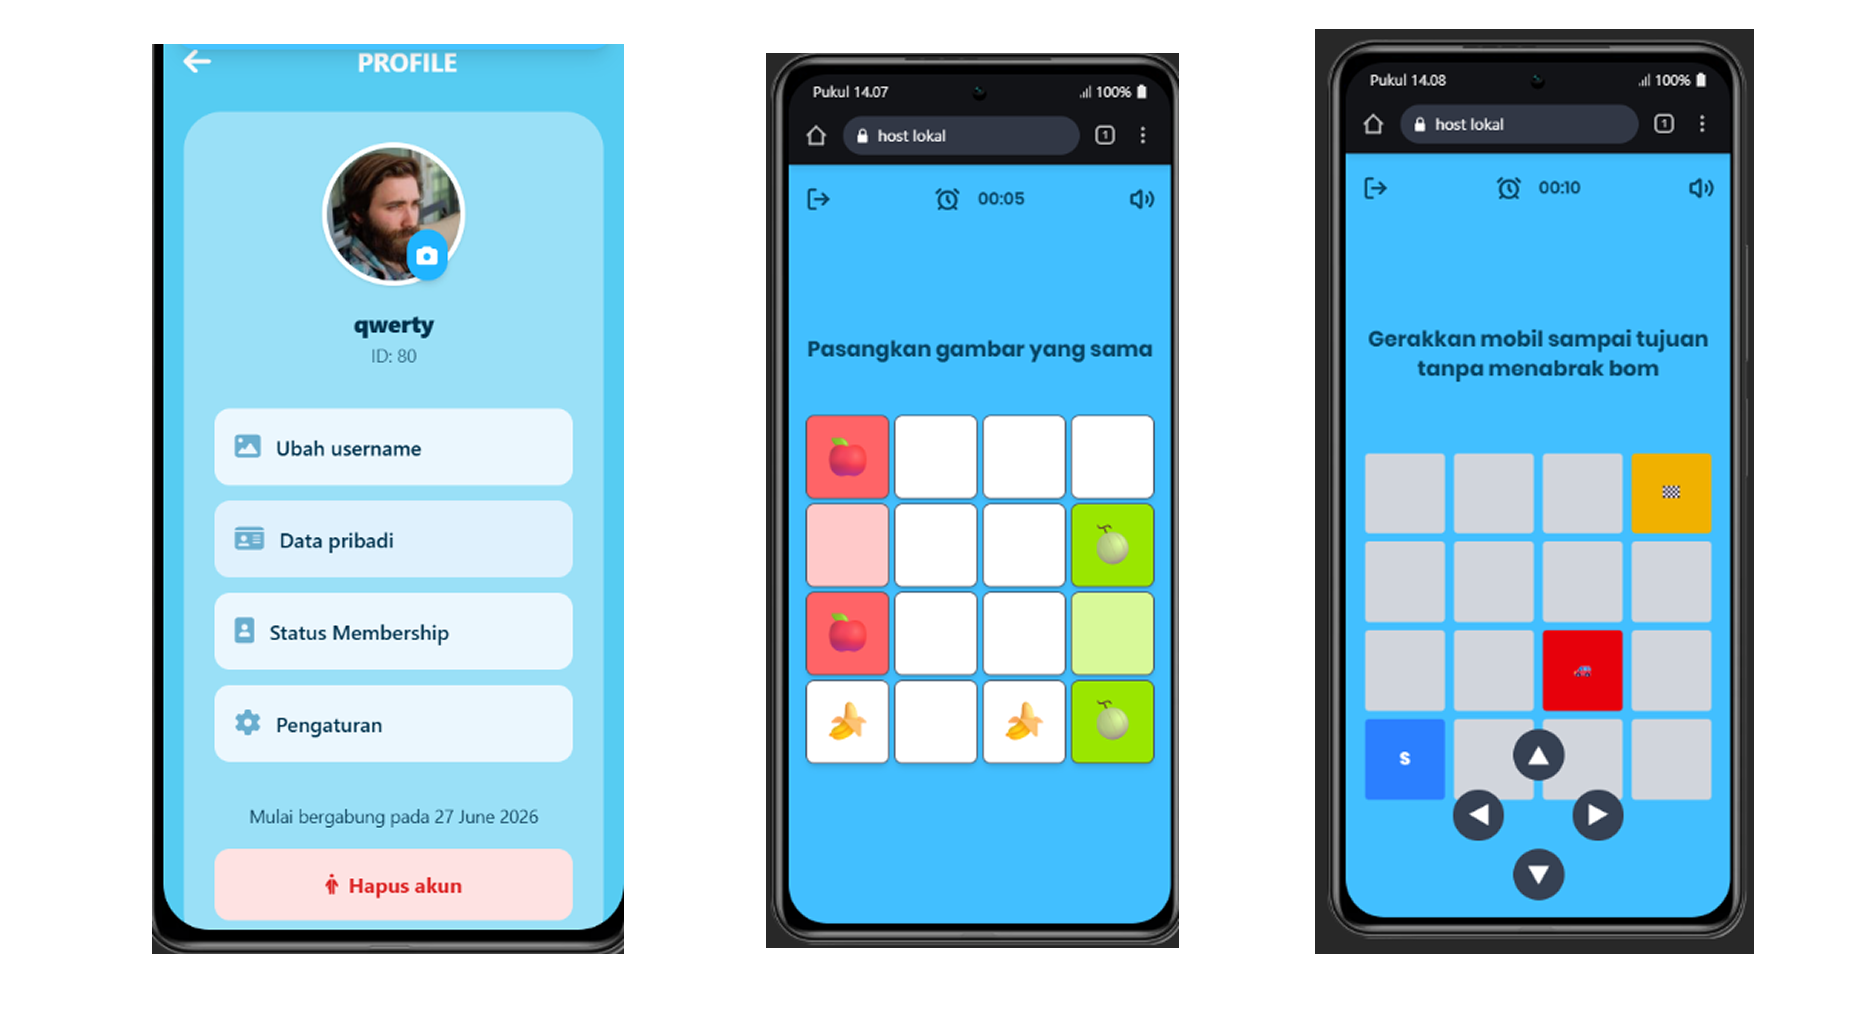 PROFILE
qwerty
ID: 80
Ubah username
Data pribadi
Status Membership
Pengaturan
Mulai bergabung pada 27 June 2026
Hapus akun
Pukul 14.07
100%
host lokal
1
00:05
Pasangkan gambar yang sama
Pukul 14.08
100%
host lokal
1
00:10
Gerakkan mobil sampai tujuan
tanpa menabrak bom
S